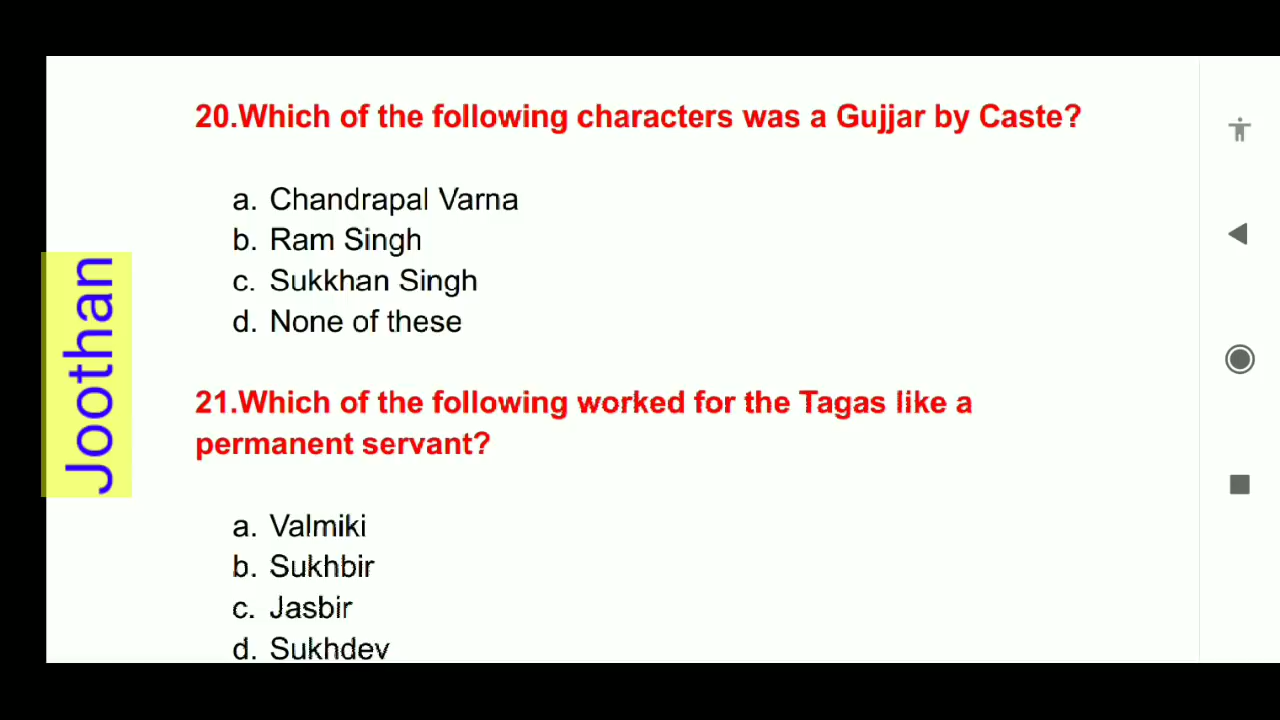 20.Which of the following characters was a Gujjar by Caste?
a. Chandrapal Varna
b. Ram Singh
c. Sukkhan Singh
d. None of these
Joothan
21.Which of the following worked for the Tagas like a
permanent servant?
a. Valmiki
b. Sukhbir
c. Jasbir
d. Sukhdev